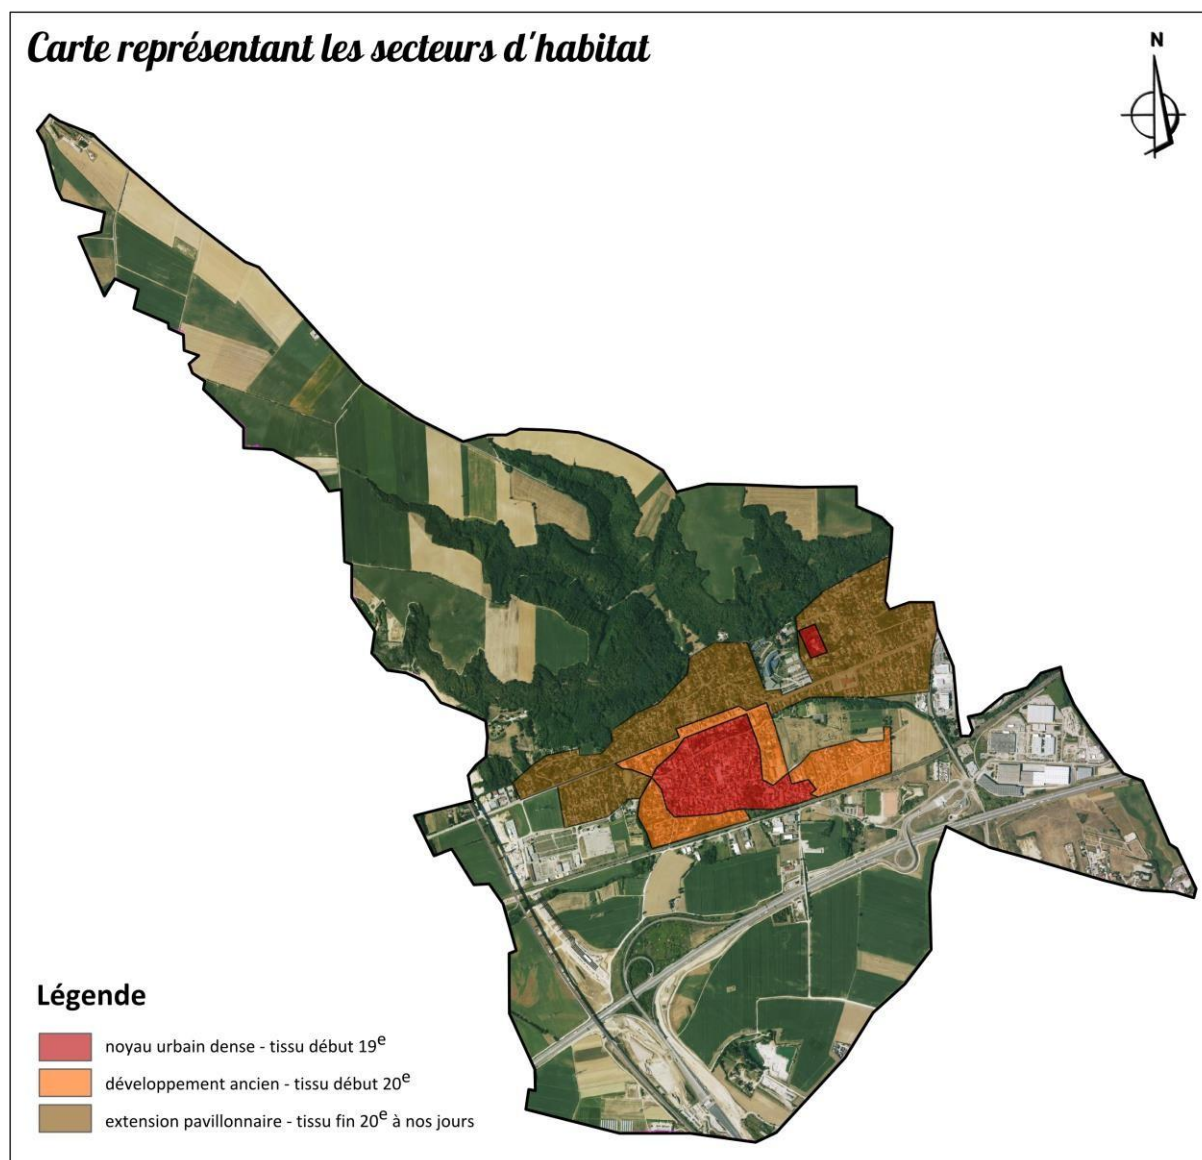 Carte représentant les secteurs d'habitat
N
Légende
noyau urbain dense - tissu début 19e
développement ancien - tissu début 20e
extension pavillonnaire - tissu fin 20e à nos jours